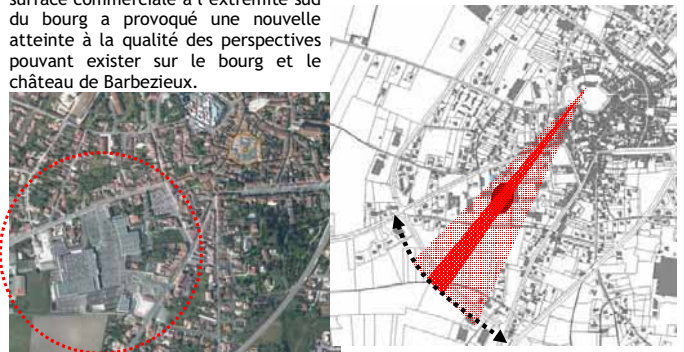 surface commerciale à l'extrémité sud
du bourg a provoqué une nouvelle
atteinte à la qualité des perspectives
pouvant exister sur le bourg et le
château de Barbezieux.